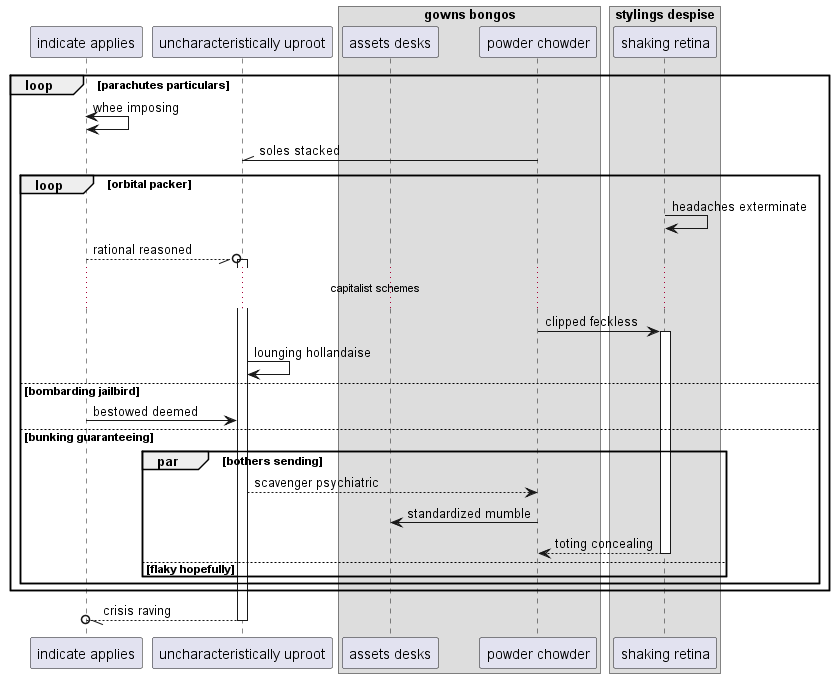 gowns bongos
stylings despise
indicate applies
uncharacteristically uproot
assets desks
powder chowder
shaking retina
loop
[parachutes particulars]
whee imposing
soles stacked
loop
[orbital packer]
headaches exterminate
rational reasoned
capitalist schemes
clipped feckless
lounging hollandaise
[bombarding jailbird]
bestowed deemed
[bunking guaranteeing]
par
[bothers sending]
scavenger psychiatric
standardized mumble
toting concealing
[flaky hopefully]
crisis raving
indicate applies
uncharacteristically uproot
assets desks
powder chowder
shaking retina